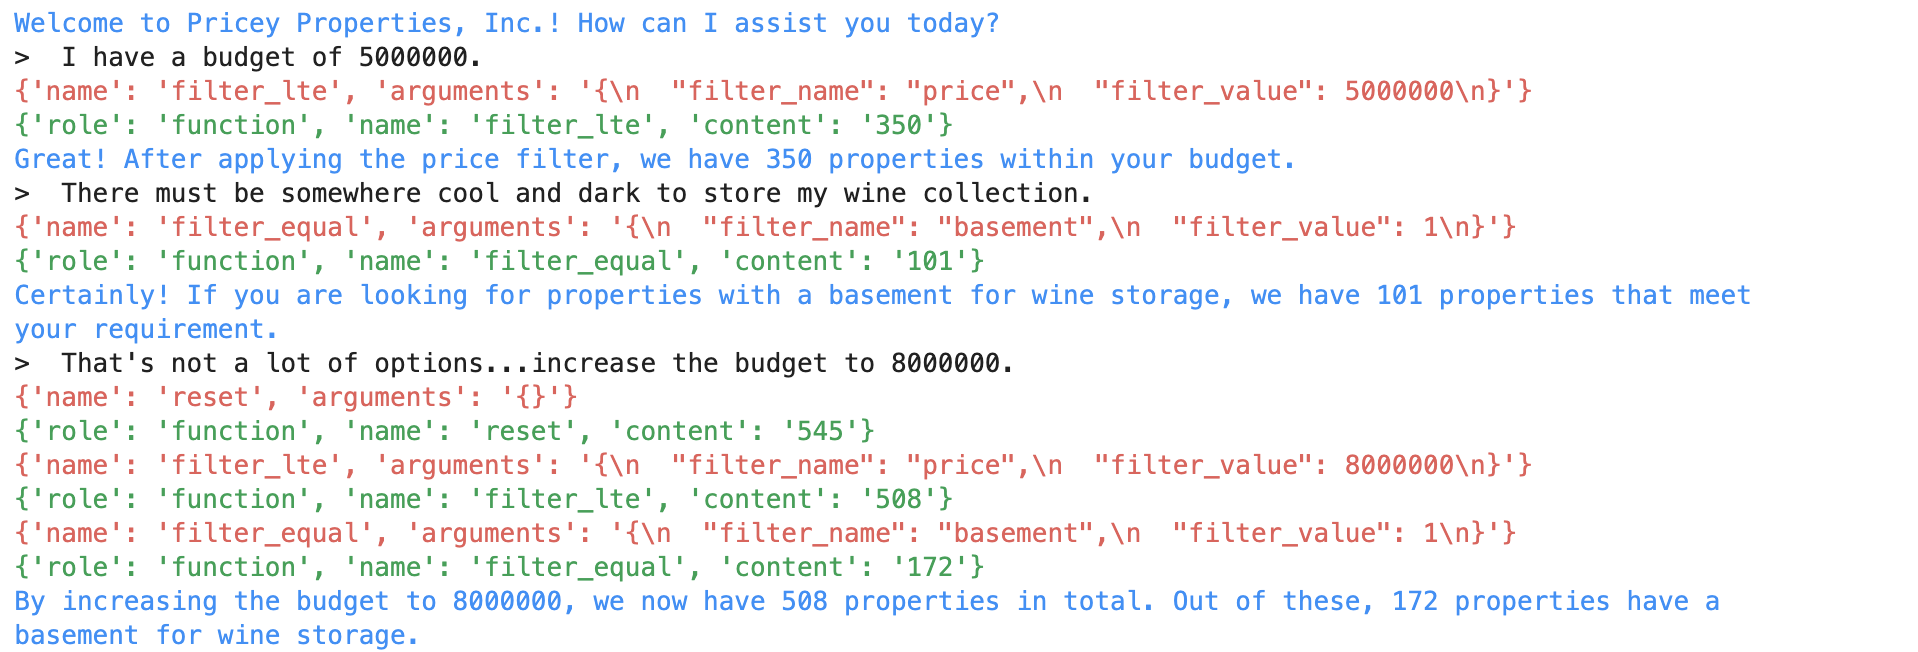 Welcome to Pricey Properties, Inc.! How can I assist you today?
>  I have a budget of 5000000.
{'name': 'filter_lte', 'arguments': '{\n  "filter_name": "price",\n  "filter_value": 5000000\n}'}
{'role': 'function', 'name': 'filter_lte', 'content': '350'}
Great! After applying the price filter, we have 350 properties within your budget.
>  There must be somewhere cool and dark to store my wine collection.
{'name': 'filter_equal', 'arguments': '{\n  "filter_name": "basement",\n  "filter_value": 1\n}'}
{'role': 'function', 'name': 'filter_equal', 'content': '101'}
Certainly! If you are looking for properties with a basement for wine storage, we have 101 properties that meet
your requirement.
>  That's not a lot of options...increase the budget to 8000000.
{'name': 'reset', 'arguments': '{}'}
{'role': 'function', 'name': 'reset', 'content': '545'}
{'name': 'filter_lte', 'arguments': '{\n  "filter_name": "price",\n  "filter_value": 8000000\n}'}
{'role': 'function', 'name': 'filter_lte', 'content': '508'}
{'name': 'filter_equal', 'arguments': '{\n  "filter_name": "basement",\n  "filter_value": 1\n}'}
{'role': 'function', 'name': 'filter_equal', 'content': '172'}
By increasing the budget to 8000000, we now have 508 properties in total. Out of these, 172 properties have a
basement for wine storage.